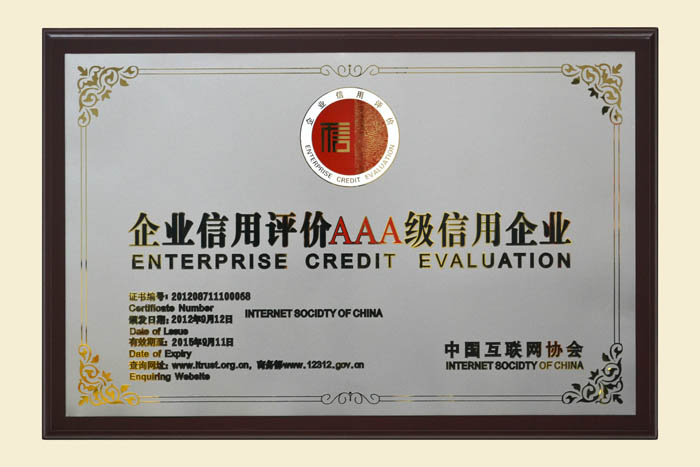 企业信用评价
信
ENTERPRISE CREDIT EVALUATION
企业信用评价AAA级信用企业
ENTERPRISE CREDIT EVALUATION
证书编号: 201208711100068
Certificate Number
INTERNET SOCIDTY OF CHINA
颁发日期: 2012年9月12日
Date of Lssue
有效期至: 2015年9月11日
Date of Expiry
查询网址: www.itrust.org.cn, 商务部www.12312.gov.cn
Enquiring Website
中国互联网协会
INTERNET SOCIDTY OF CHINA